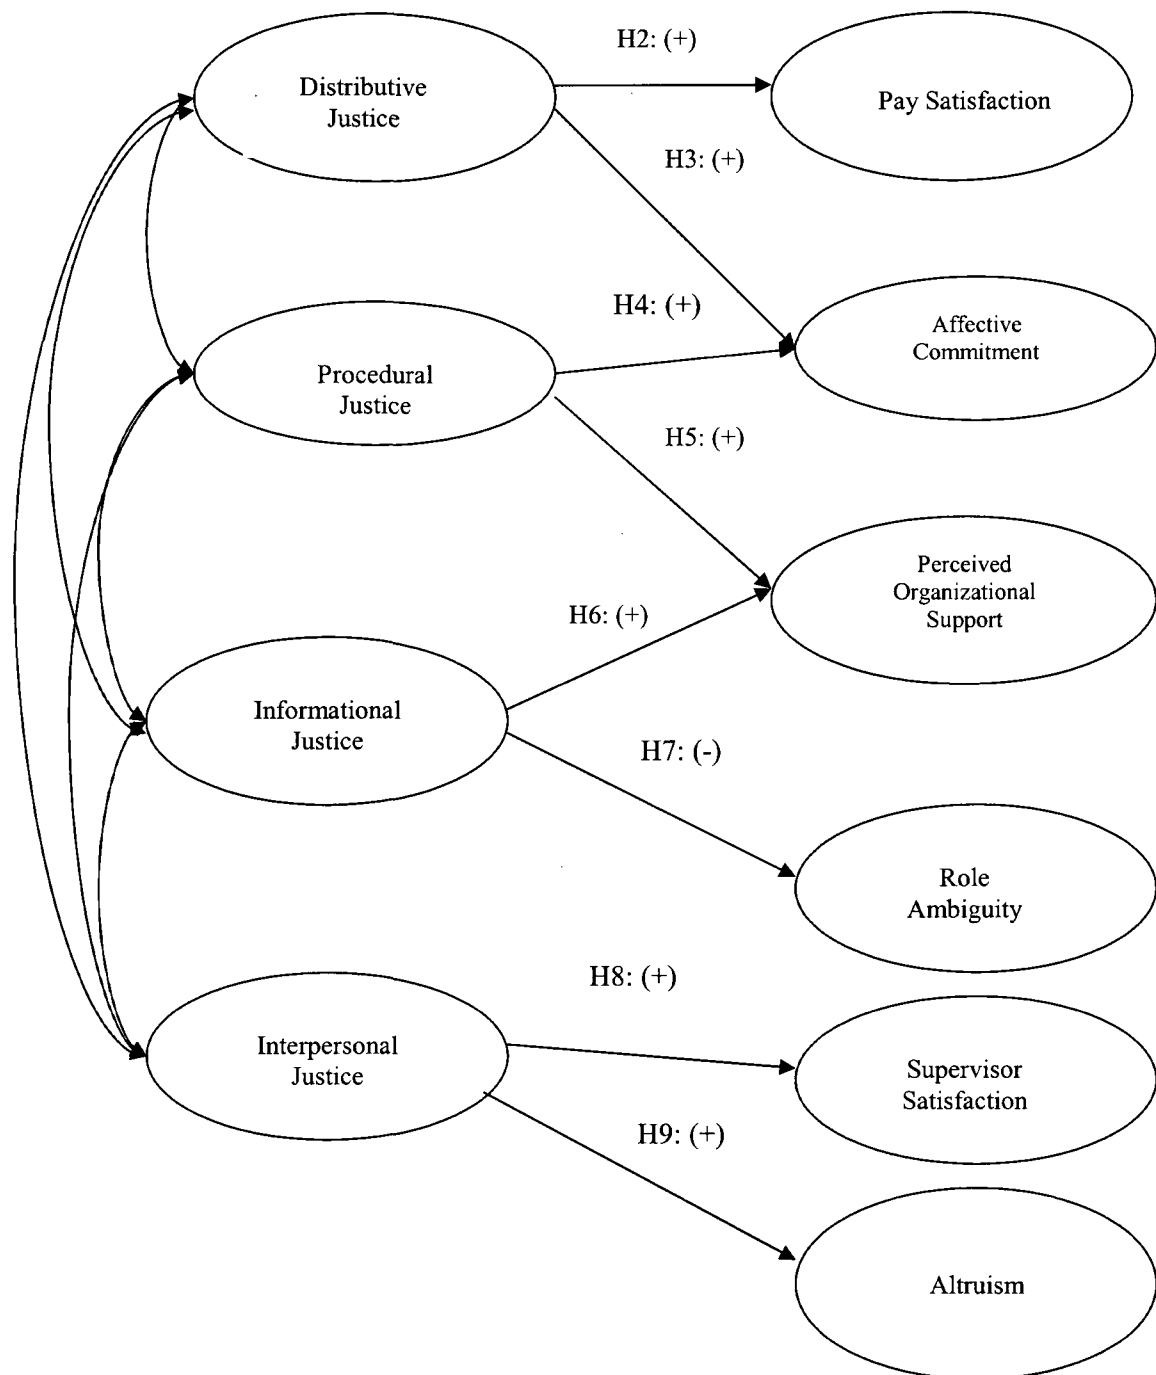 H2: (+)
Distributive
Justice
Pay Satisfaction
H3: (+)
H4: (+)
Affective
Commitment
Procedural
Justice
H5: (+)
Perceived
Organizational
Support
H6: (+)
Informational
Justice
H7: (-)
Role
Ambiguity
H8: (+)
Interpersonal
Justice
Supervisor
Satisfaction
H9: (+)
Altruism